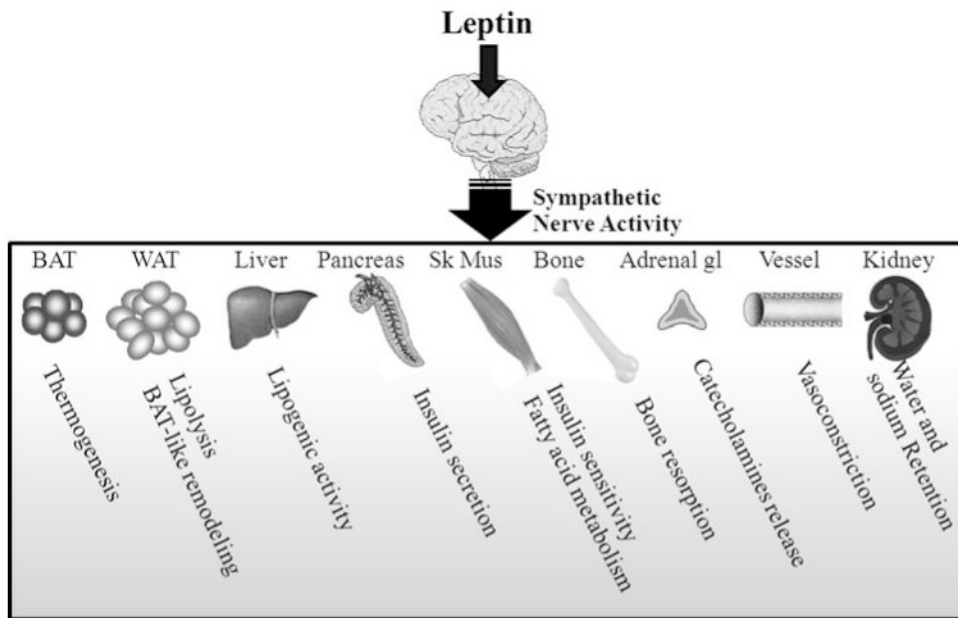 Leptin
Sympathetic
Nerve Activity
BAT WAT Liver Pancreas Sk Mus Bone Adrenal gl Vessel Kidney
Thermogenesis
Lipolysis
BAT-like remodeling
Lipogenic activity
Insulin secretion
Insulin sensitivity
Fatty acid metabolism
Bone resorption
Catecholamines release
Vasoconstriction
Water and
sodium Retention